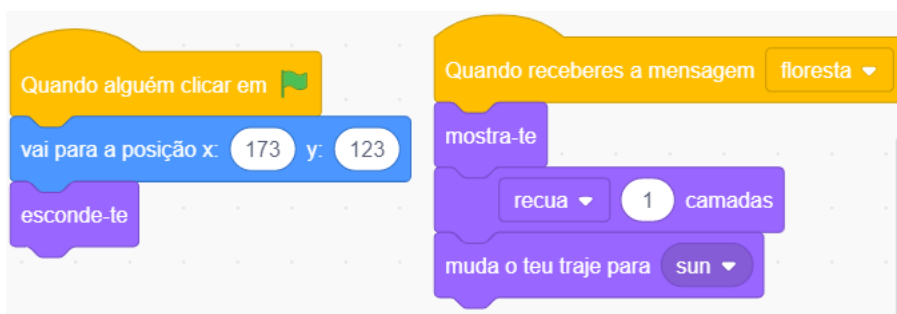 Quando alguém clicar em
vai para a posição x: 173 y: 123
esconde-te
Quando receberes a mensagem floresta
mostra-te
recua 1 camadas
muda o teu traje para sun